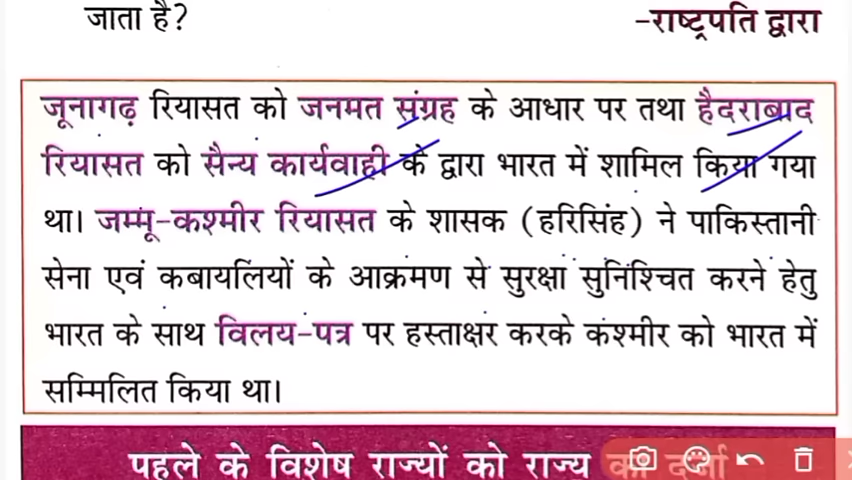 जाता है?
–राष्ट्रपति द्वारा
जूनागढ़ रियासत को जनमत संग्रह के आधार पर तथा हैदराबाद
रियासत को सैन्य कार्यवाही के द्वारा भारत में शामिल किया गया
था। जम्मू-कश्मीर रियासत के शासक (हरिसिंह) ने पाकिस्तानी
सेना एवं कबायलियों के आक्रमण से सुरक्षा सुनिश्चित करने हेतु
भारत के साथ विलय-पत्र पर हस्ताक्षर करके कश्मीर को भारत में
सम्मिलित किया था।
पहले के विशेष राज्यों को राज्य का दर्जा